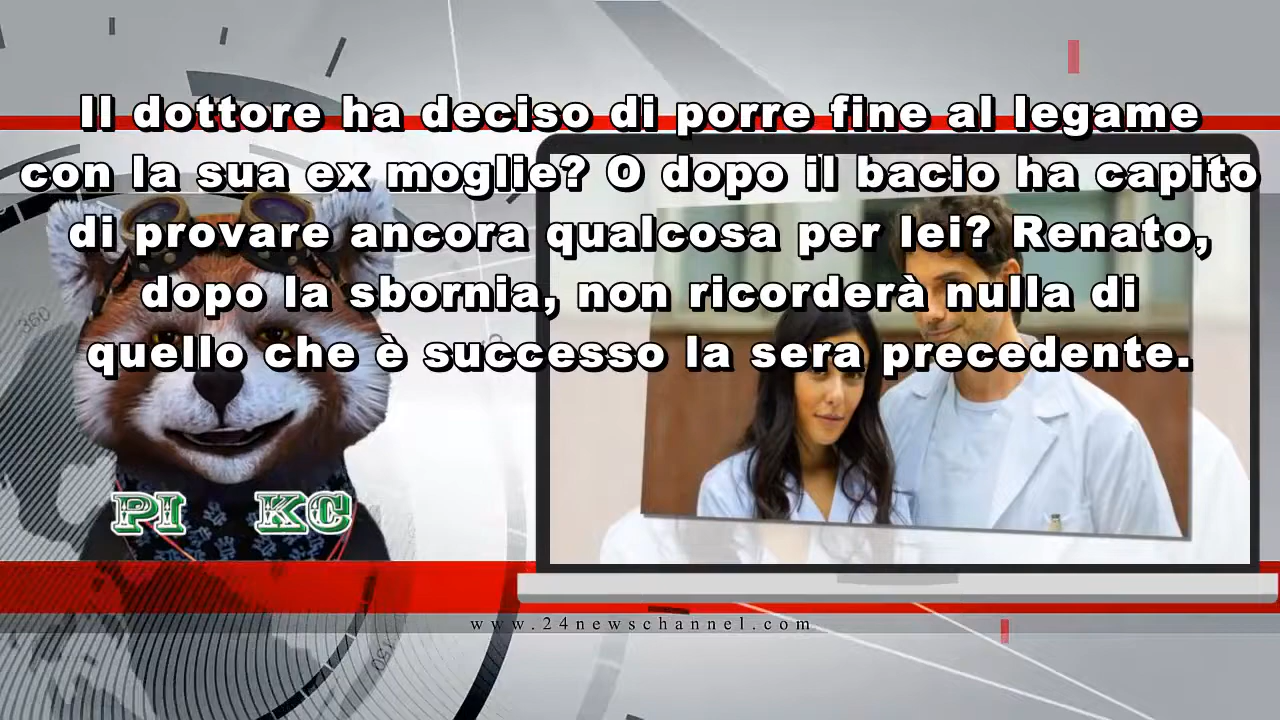 Il dottore ha deciso di porre fine al legame
con la sua ex moglie? O dopo il bacio ha capito
di provare ancora qualcosa per lei? Renato,
dopo la sbornia, non ricorderà nulla di
quello che è successo la sera precedente.
PI KC
www.24newschannel.com
360